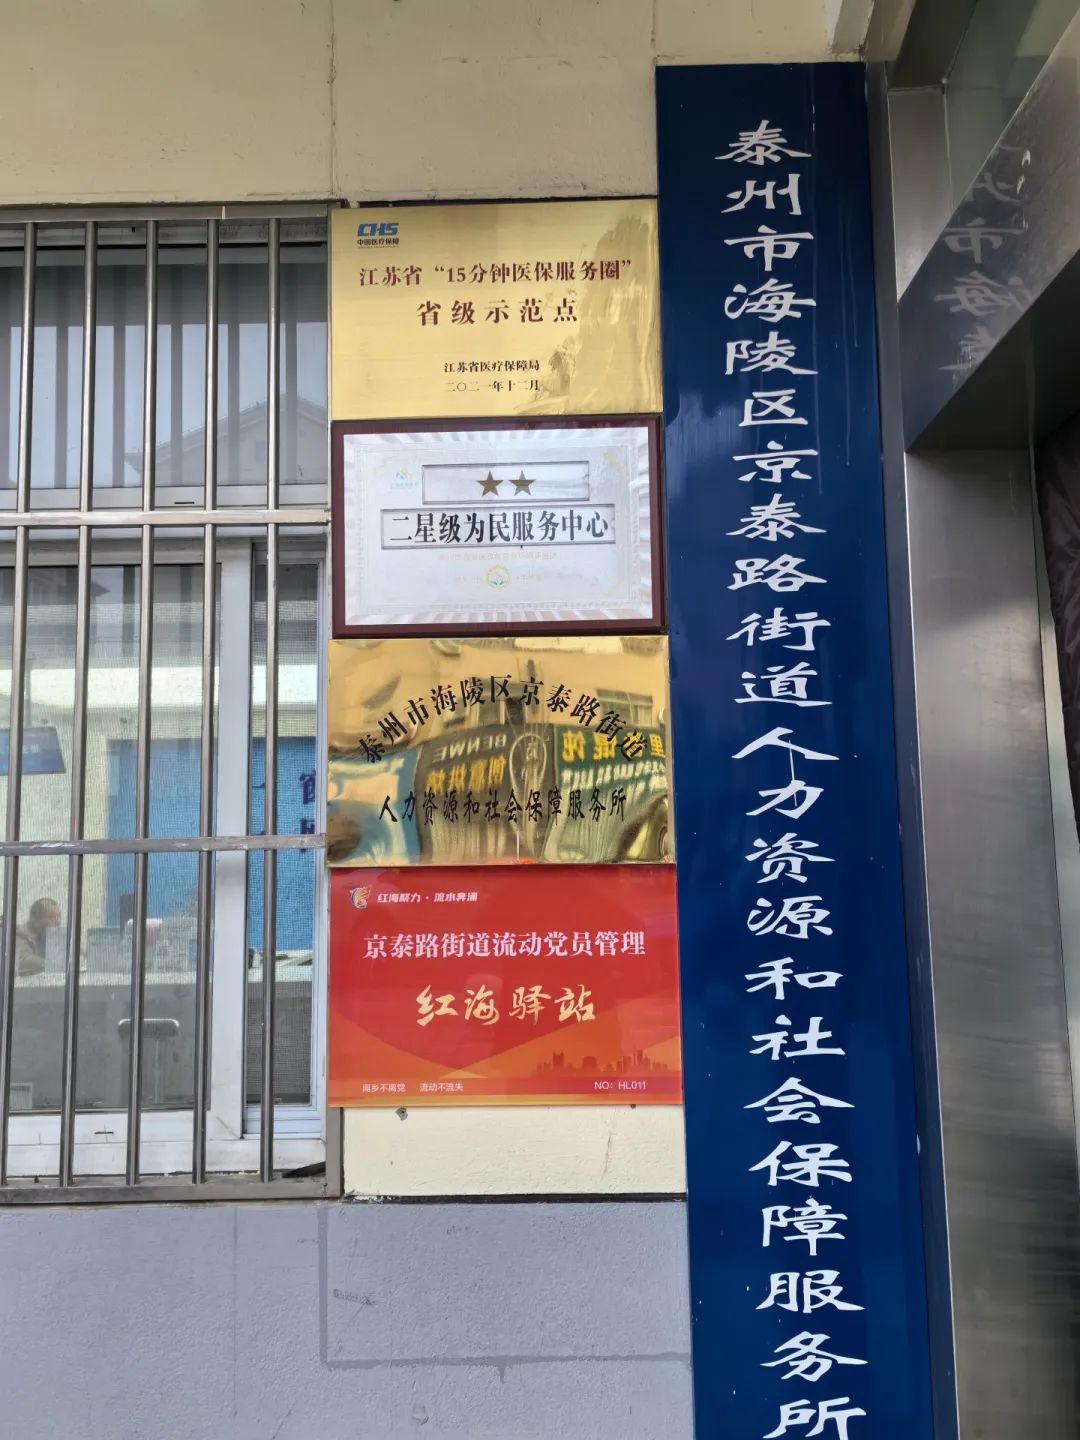 CHS
中国医疗保障
江苏省“15分钟医保服务圈”
省级示范点
江苏省医疗保障局
二〇二一年十二月
二星级为民服务中心
泰州市海陵区京泰路街道
人力资源和社会保障服务所
红海聚力·流水奔涌
京泰路街道流动党员管理
红海驿站
离乡不离党 流动不流失
NO：HL011
泰州市海陵区京泰路街道人力资源和社会保障服务所